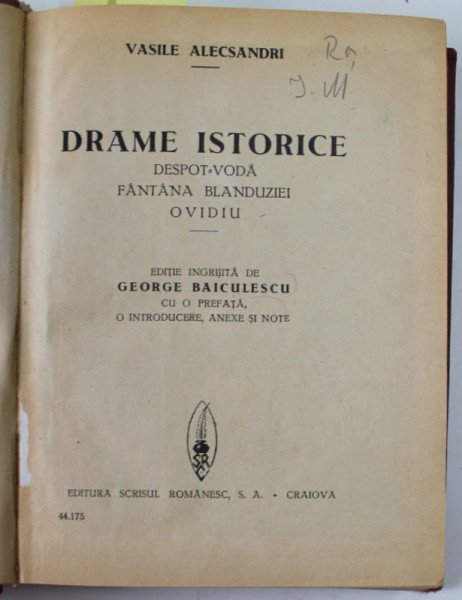 VASILE ALECSANDRI
DRAME ISTORICE
DESPOT-VODĂ
FÂNTÂNA BLANDUZIEI
OVIDIU
EDIȚIE INGRIJITĂ DE
GEORGE BAICULESCU
CU O PREFAȚĂ,
O INTRODUCERE, ANEXE ȘI NOTE
EDITURA SCRISUL ROMÂNESC, S. A. • CRAIOVA
44.175